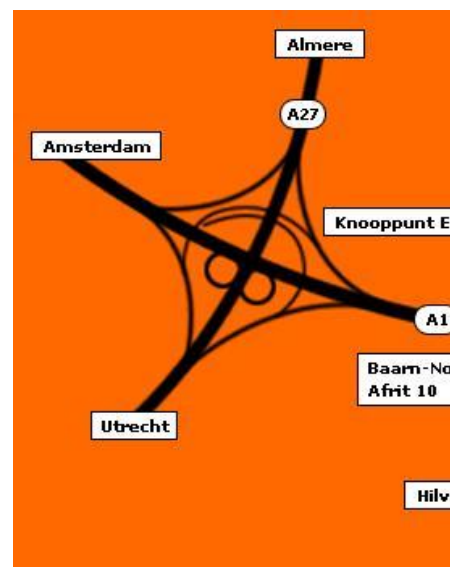 Almere
A27
Amsterdam
Knooppunt E
A1
Baarn-No
Afrit 10
Utrecht
Hilv